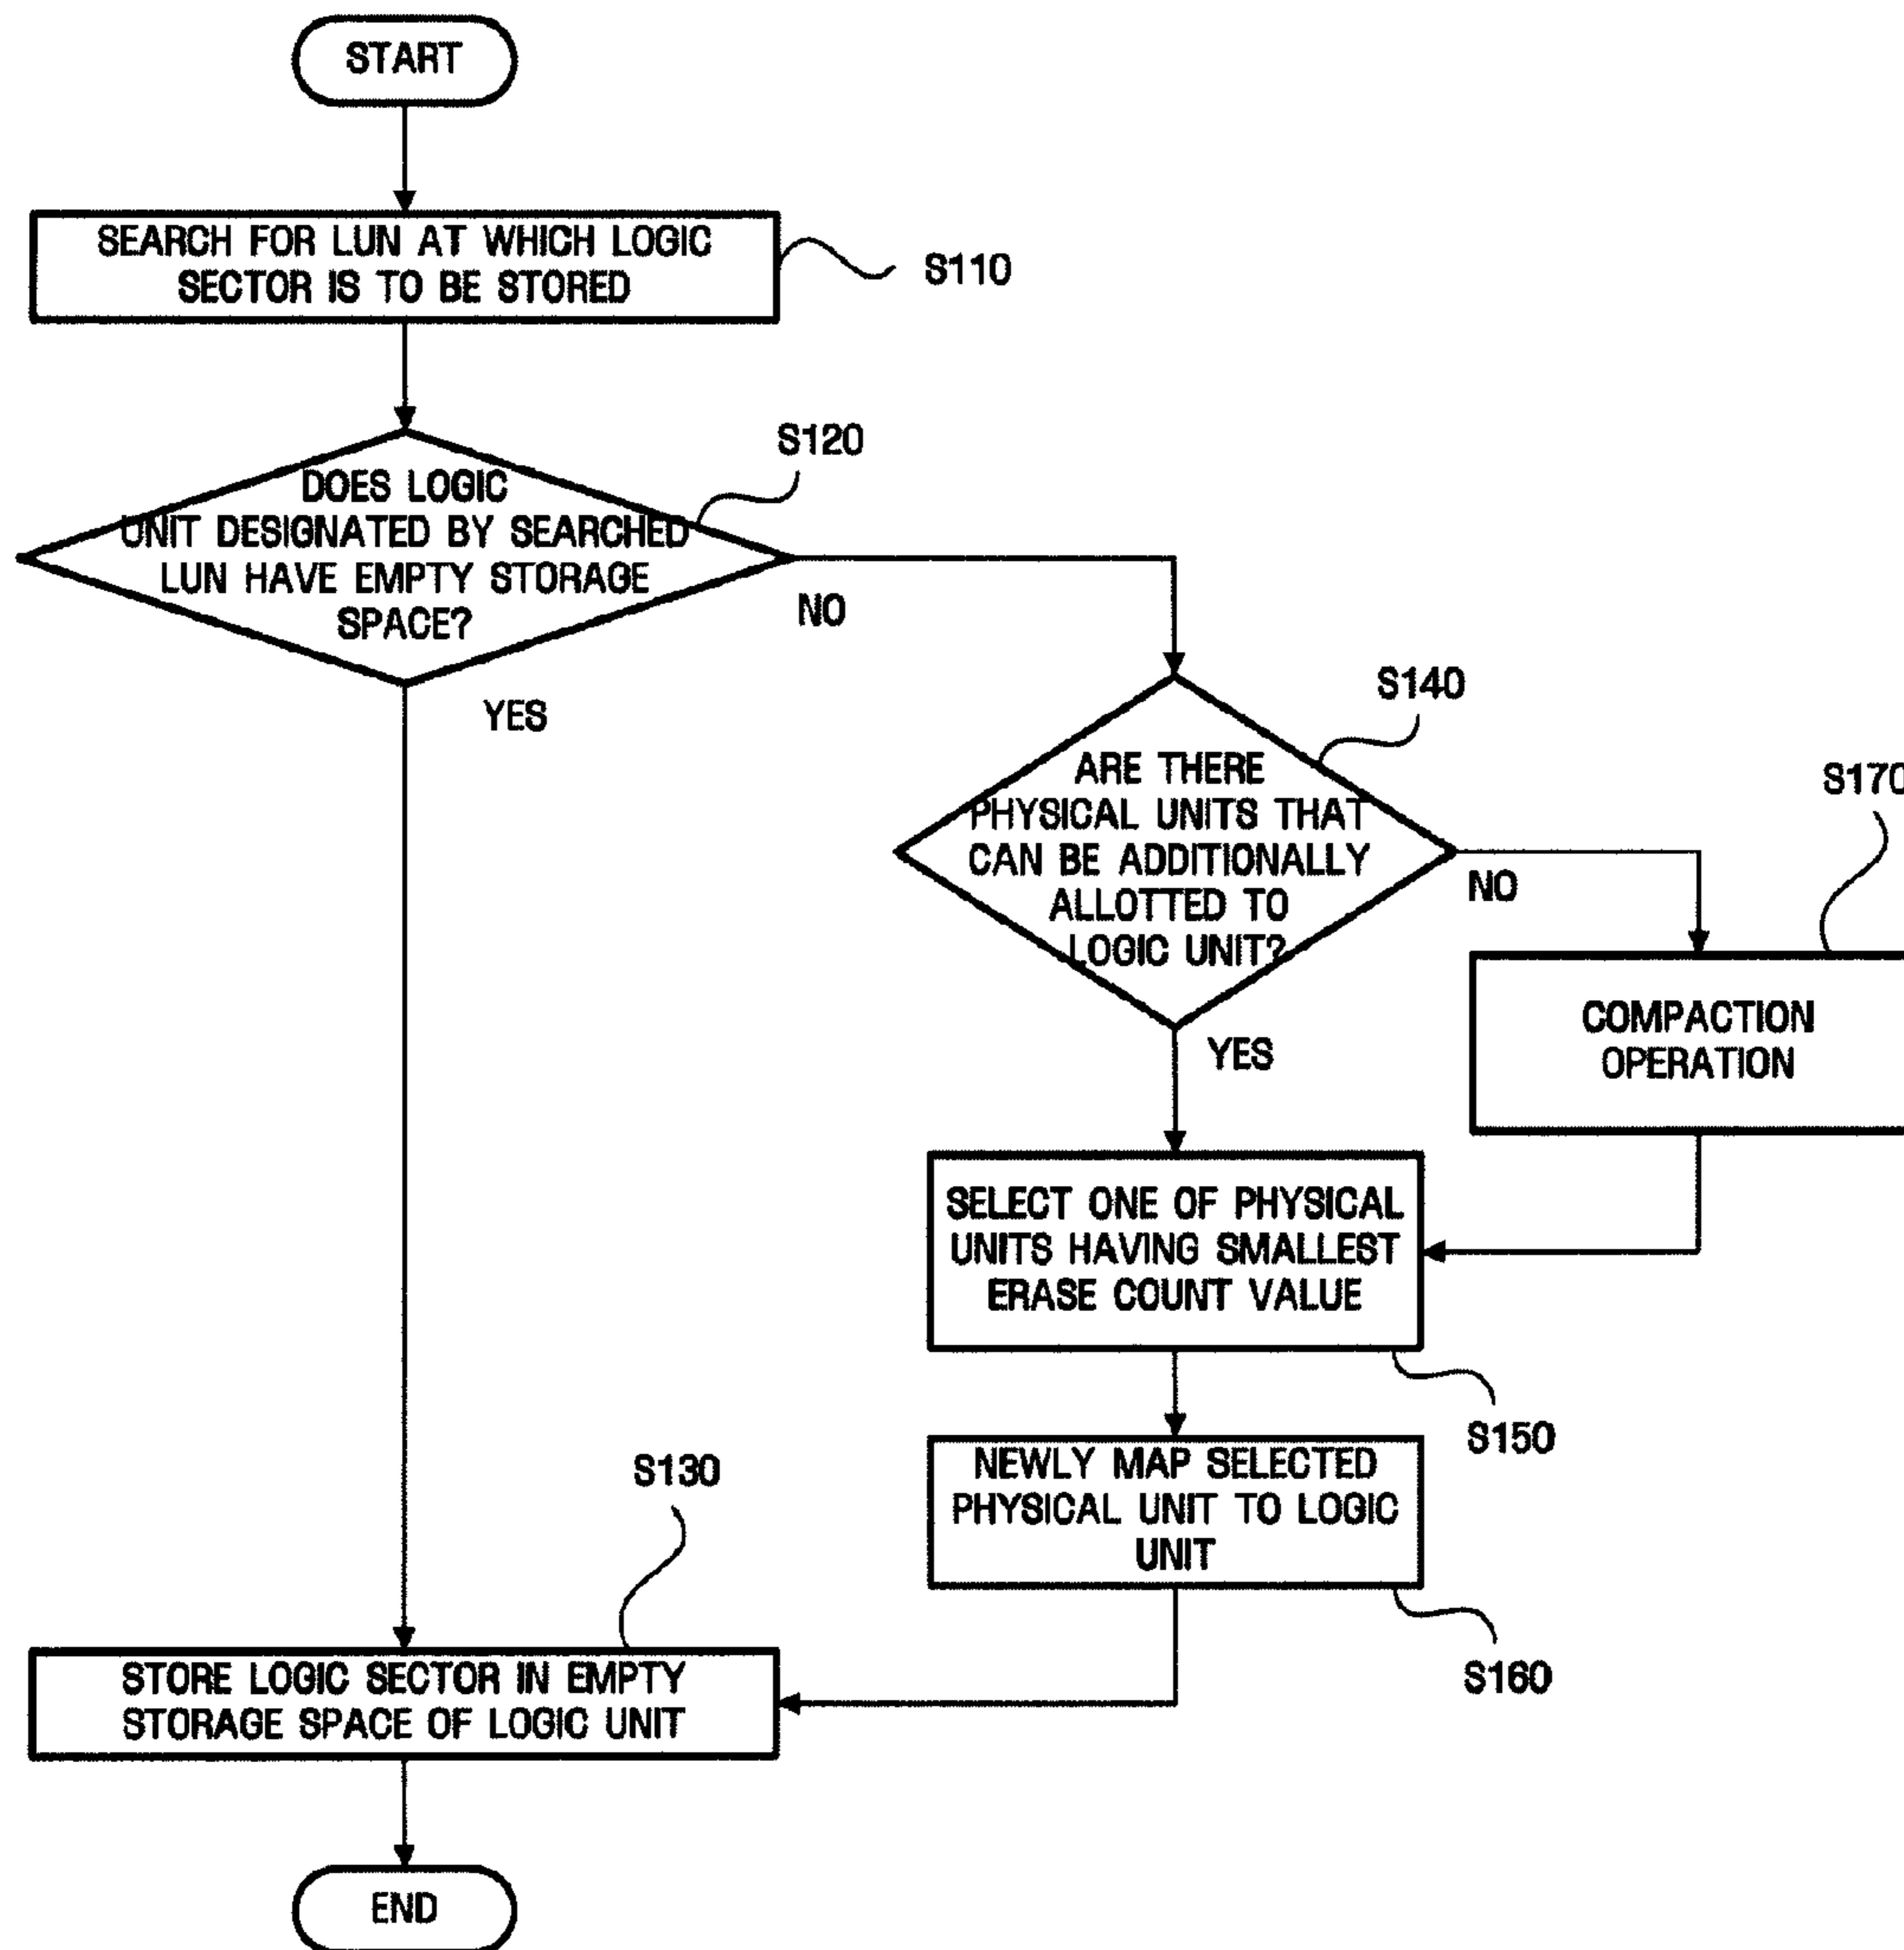 START
SEARCH FOR LUN AT WHICH LOGIC
SECTOR IS TO BE STORED
S110
S120
DOES LOGIC
UNIT DESIGNATED BY SEARCHED
LUN HAVE EMPTY STORAGE
SPACE?
NO
YES
S140
ARE THERE
PHYSICAL UNITS THAT
CAN BE ADDITIONALLY
ALLOTTED TO
LOGIC UNIT?
NO
YES
S170
COMPACTION
OPERATION
SELECT ONE OF PHYSICAL
UNITS HAVING SMALLEST
ERASE COUNT VALUE
S150
NEWLY MAP SELECTED
PHYSICAL UNIT TO LOGIC
UNIT
S160
S130
STORE LOGIC SECTOR IN EMPTY
STORAGE SPACE OF LOGIC UNIT
END